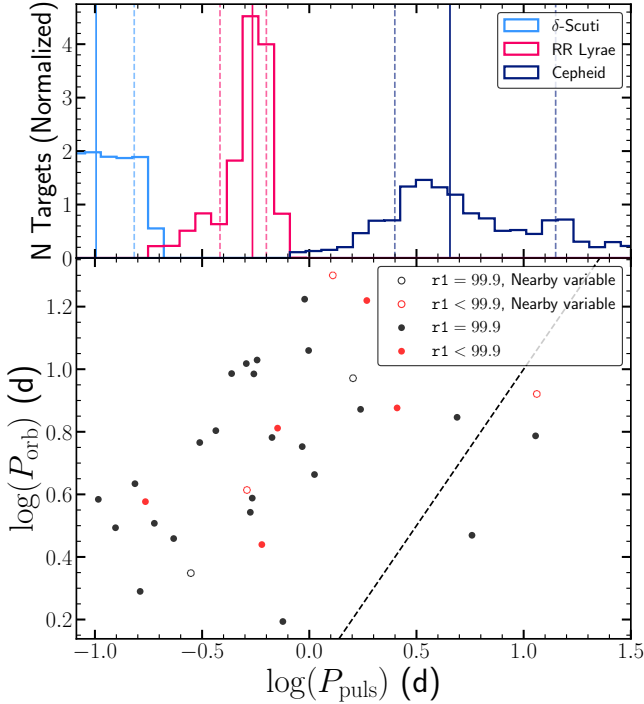 N Targets (Normalized)
4
3
2
1
0
δ-Scuti
RR Lyrae
Cepheid
log(P_orb) (d)
1.2
1.0
0.8
0.6
0.4
0.2
r1 = 99.9, Nearby variable
r1 < 99.9, Nearby variable
r1 = 99.9
r1 < 99.9
−1.0 −0.5 0.0 0.5 1.0 1.5
log(P_puls) (d)